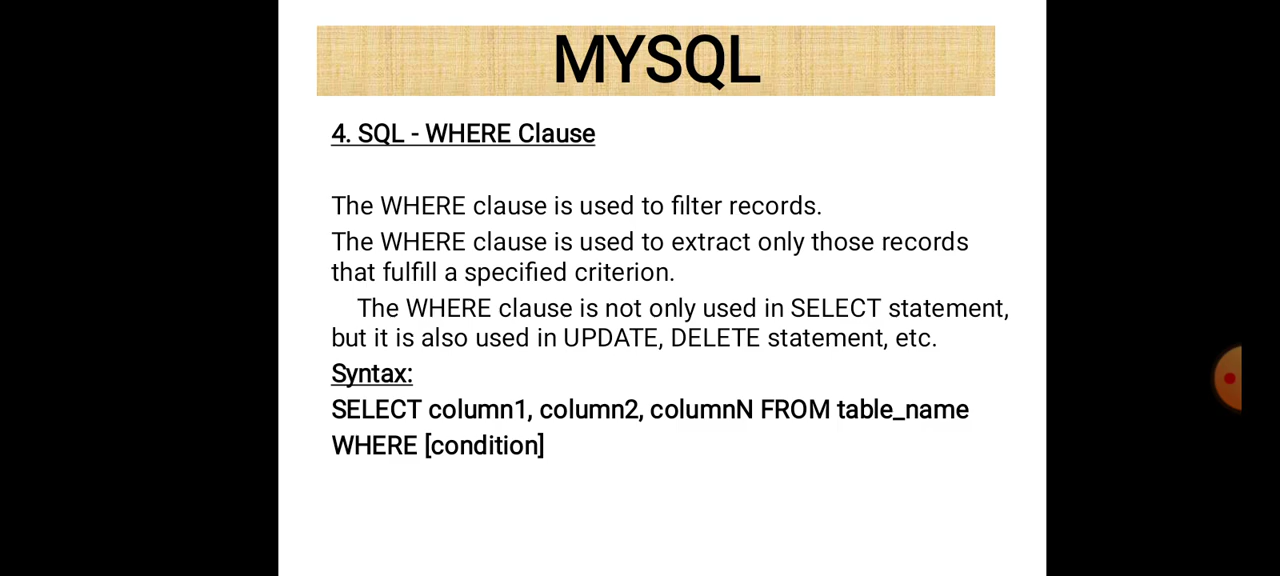 MYSQL
4. SQL - WHERE Clause
The WHERE clause is used to filter records.
The WHERE clause is used to extract only those records
that fulfill a specified criterion.
The WHERE clause is not only used in SELECT statement,
but it is also used in UPDATE, DELETE statement, etc.
Syntax:
SELECT column1, column2, columnN FROM table_name
WHERE [condition]